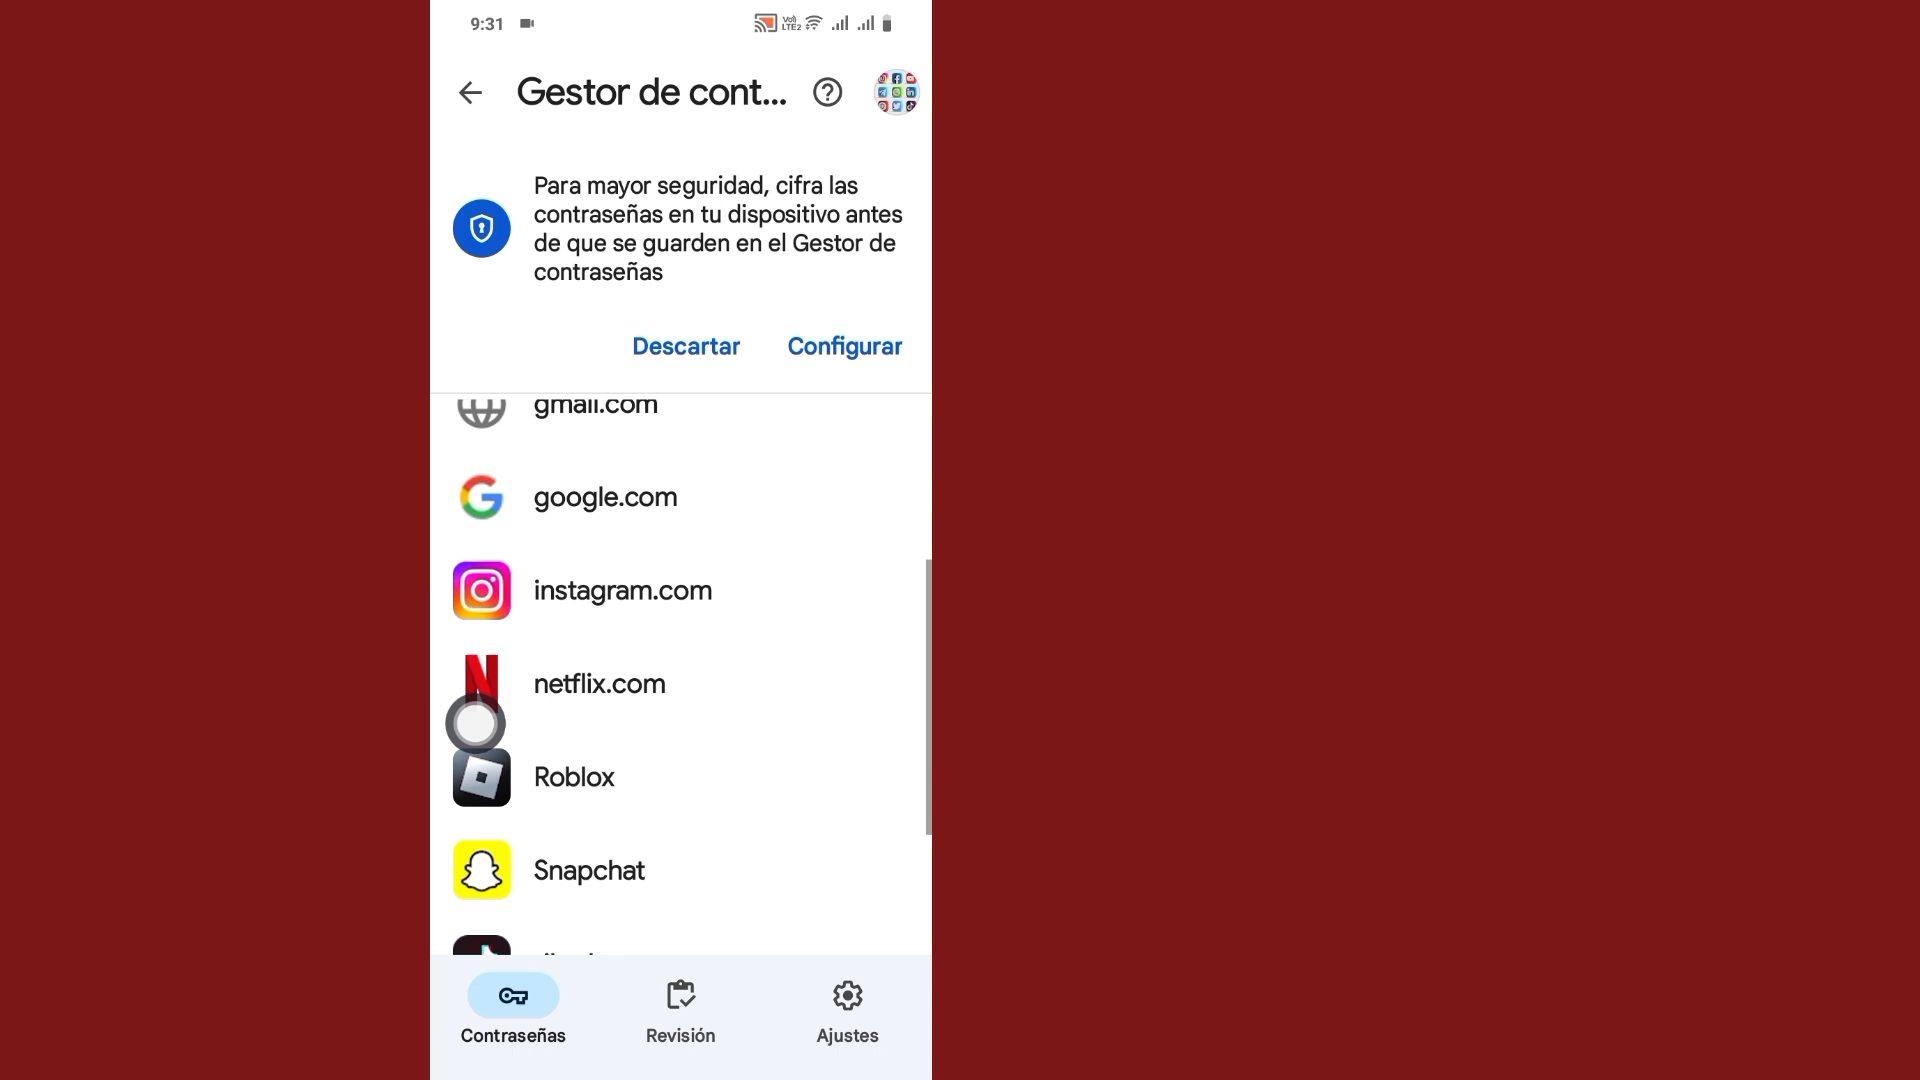 9:31
Vo)
LTE2
Gestor de cont...
Para mayor seguridad, cifra las
contraseñas en tu dispositivo antes
de que se guarden en el Gestor de
contraseñas
Descartar
Configurar
gmail.com
google.com
instagram.com
netflix.com
Roblox
Snapchat
Contraseñas
Revisión
Ajustes